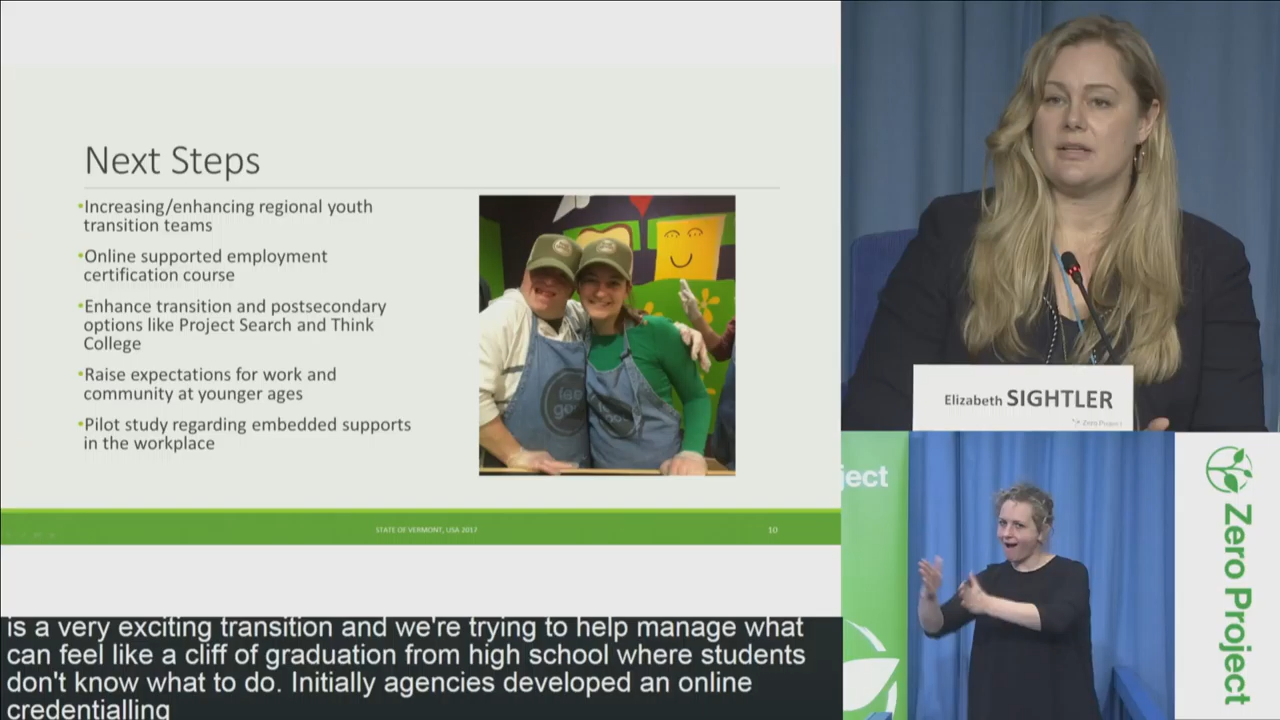 Next Steps
•Increasing/enhancing regional youth
transition teams
•Online supported employment
certification course
•Enhance transition and postsecondary
options like Project Search and Think
College
•Raise expectations for work and
community at younger ages
•Pilot study regarding embedded supports
in the workplace
STATE OF VERMONT, USA 2017
10
Elizabeth SIGHTLER
Zero Project
ject
Zero Project
is a very exciting transition and we're trying to help manage what
can feel like a cliff of graduation from high school where students
don't know what to do. Initially agencies developed an online
credentialling